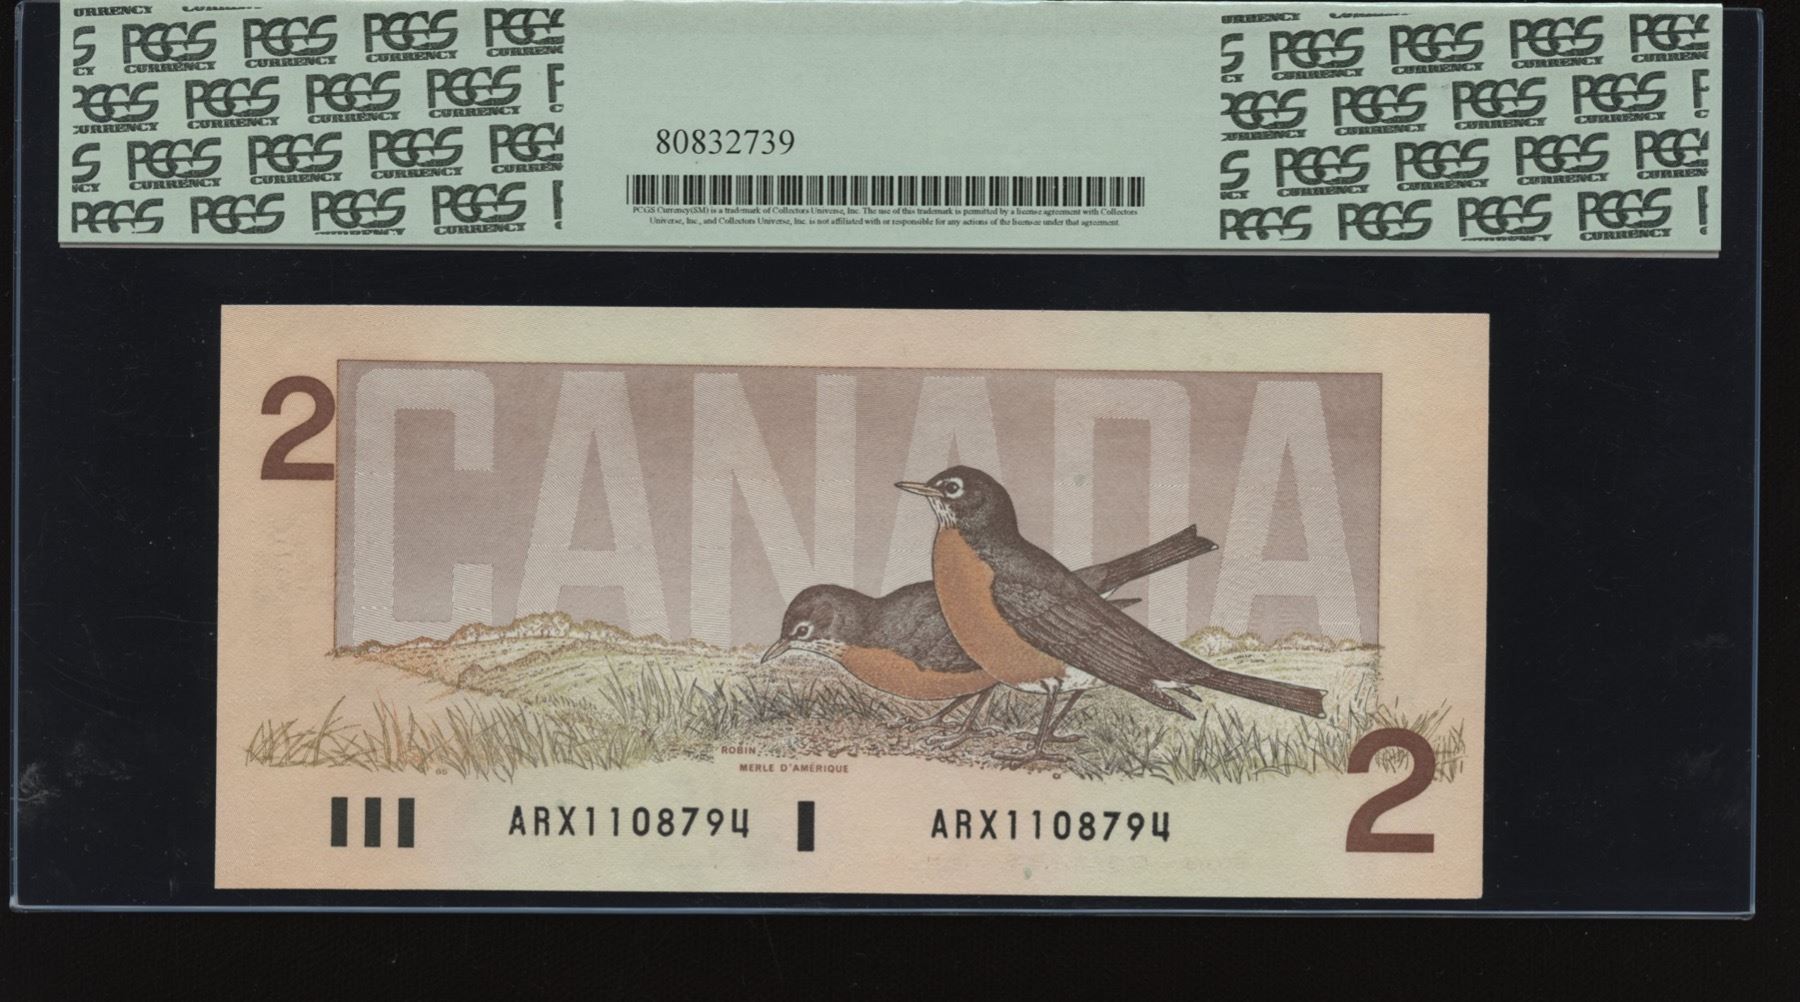 PCGS CURRENCY
80832739
PCGS Currency(SM) is a trademark of Collectors Universe, Inc. The use of this trademark is permitted by a license agreement with Collectors
Universe, Inc., and Collectors Universe, Inc. is not affiliated with or responsible for any actions of the licensee under that agreement.
2
CANADA
ROBIN
MERLE D'AMÉRIQUE
2
ARX1108794
ARX1108794